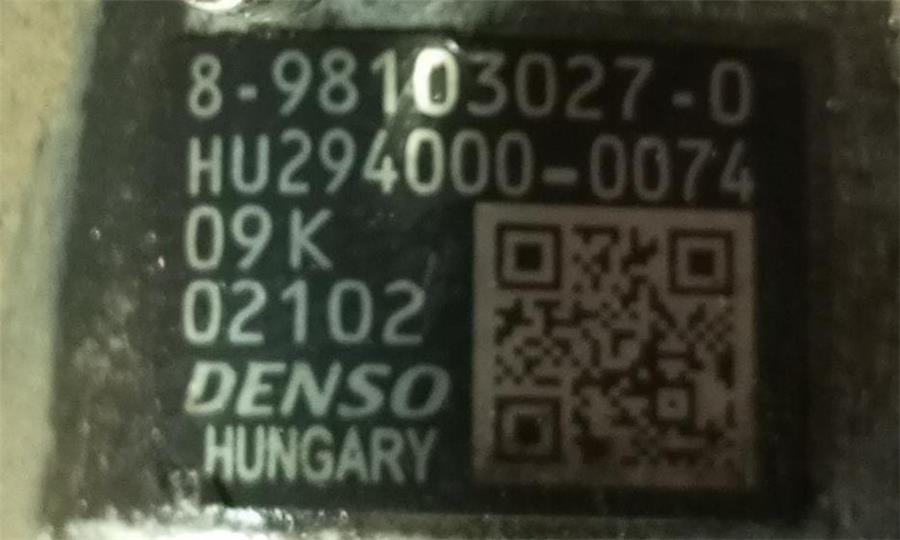 8-98103027-0
HU294000-0074
09K
02102
DENSO
HUNGARY